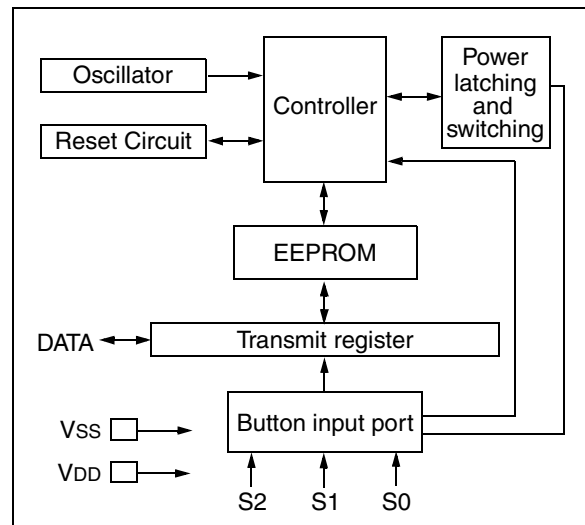 Oscillator
Reset Circuit
Controller
Power
latching
and
switching
EEPROM
DATA
Transmit register
Button input port
VSS
VDD
S2 S1 S0